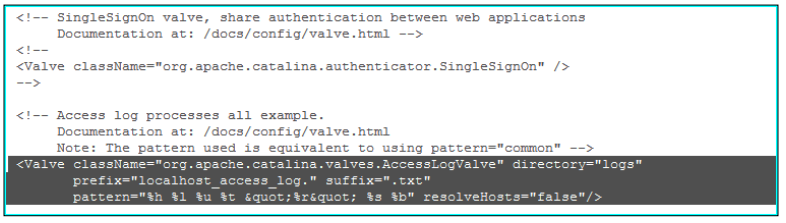 <!-- SingleSignOn valve, share authentication between web applications
     Documentation at: /docs/config/valve.html -->
<!--
<Valve className="org.apache.catalina.authenticator.SingleSignOn" />
-->

<!-- Access log processes all example.
     Documentation at: /docs/config/valve.html
     Note: The pattern used is equivalent to using pattern="common" -->
<Valve className="org.apache.catalina.valves.AccessLogValve" directory="logs"
       prefix="localhost_access_log." suffix=".txt"
       pattern="%h %l %u %t &quot;%r&quot; %s %b" resolveHosts="false"/>